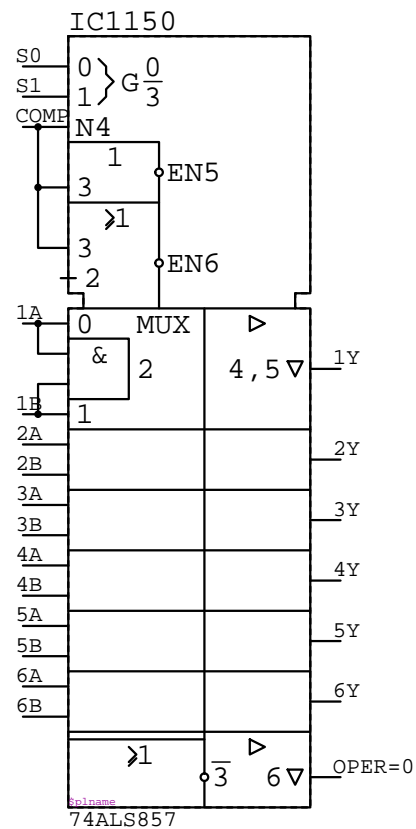 IC1150
S0 0 G 0
S1 1 3
COMP N4
1
EN5
3
≥1
3 EN6
2
1A 0 MUX ▷
& 2 4,5 ▽ 1Y
1B 1
2A 2Y
2B
3A 3Y
3B
4A 4Y
4B
5A 5Y
5B
6A 6Y
6B
≥1 ▷
3 6 ▽ OPER=0
$plname
74ALS857